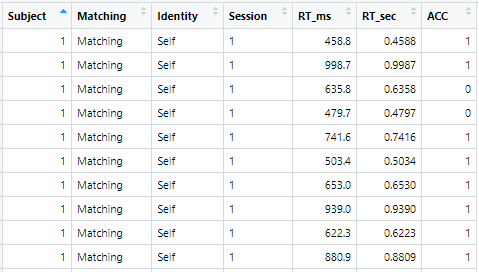 Subject Matching Identity Session RT_ms RT_sec ACC
1 Matching Self 1 458.8 0.4588 1
1 Matching Self 1 998.7 0.9987 1
1 Matching Self 1 635.8 0.6358 0
1 Matching Self 1 479.7 0.4797 0
1 Matching Self 1 741.6 0.7416 1
1 Matching Self 1 503.4 0.5034 1
1 Matching Self 1 653.0 0.6530 1
1 Matching Self 1 939.0 0.9390 1
1 Matching Self 1 622.3 0.6223 1
1 Matching Self 1 880.9 0.8809 1